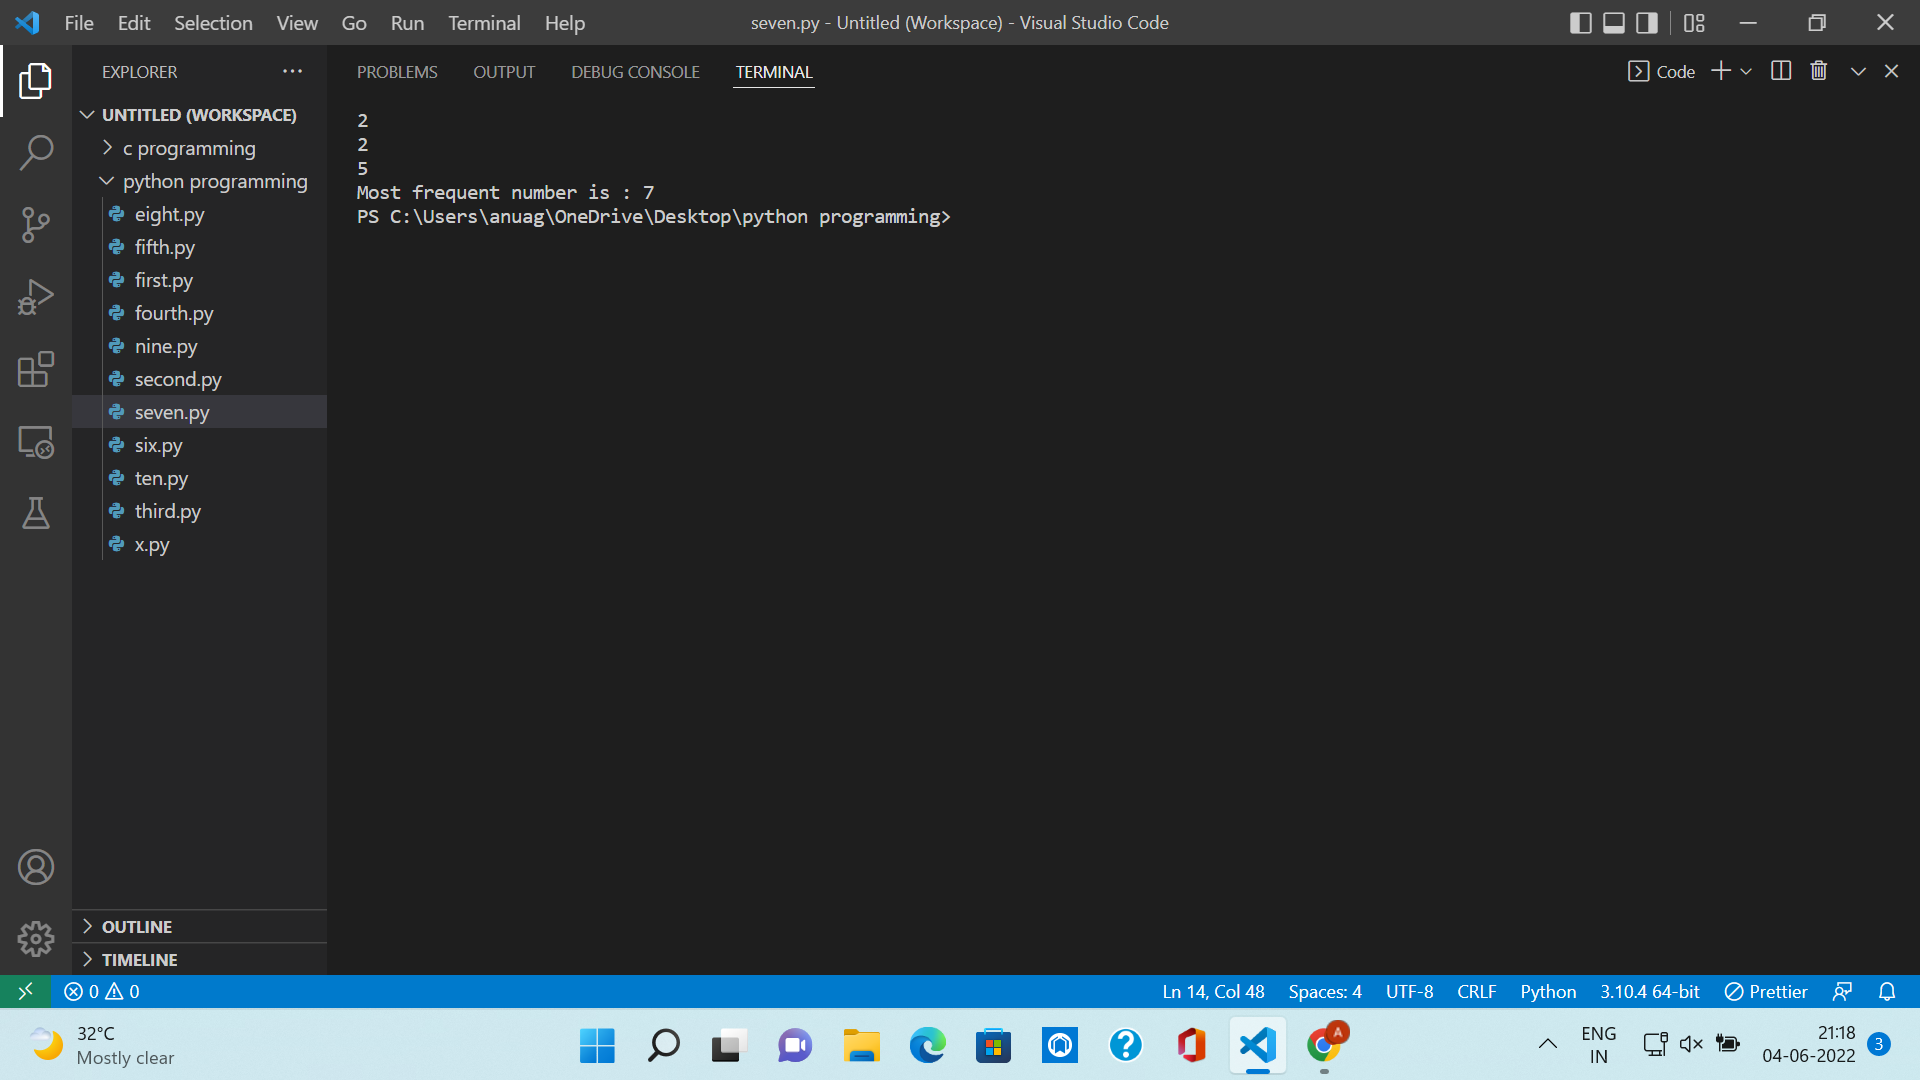 File Edit Selection View Go Run Terminal Help
seven.py - Untitled (Workspace) - Visual Studio Code
EXPLORER
UNTITLED (WORKSPACE)
c programming
python programming
eight.py
fifth.py
first.py
fourth.py
nine.py
second.py
seven.py
six.py
ten.py
third.py
x.py
OUTLINE
TIMELINE
PROBLEMS OUTPUT DEBUG CONSOLE TERMINAL
Code
2
2
5
Most frequent number is : 7
PS C:\Users\anuag\OneDrive\Desktop\python programming>
0 0
Ln 14, Col 48 Spaces: 4 UTF-8 CRLF Python 3.10.4 64-bit Prettier
32°C
Mostly clear
A
ENG
IN
21:18
04-06-2022
3